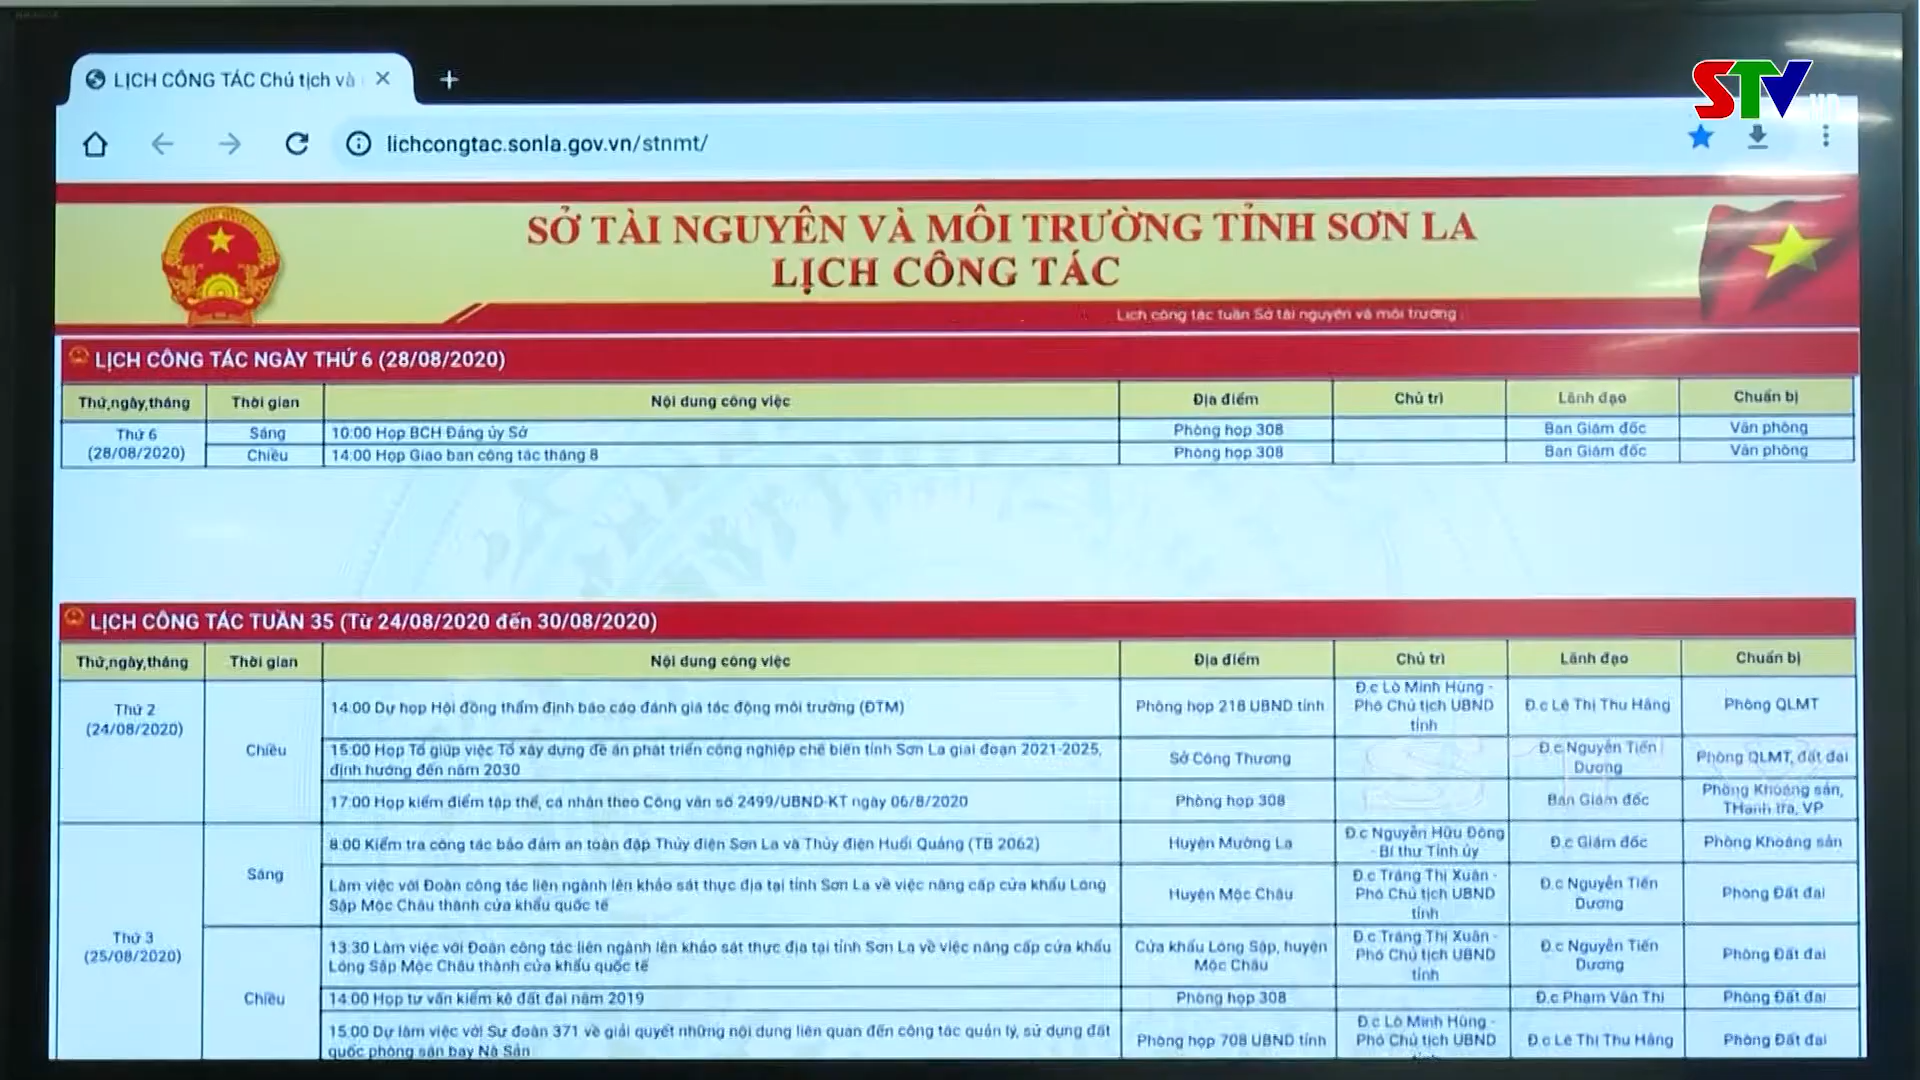 LỊCH CÔNG TÁC Chủ tịch và
STV
lichcongtac.sonla.gov.vn/stnmt/
SỞ TÀI NGUYÊN VÀ MÔI TRƯỜNG TỈNH SƠN LA
LỊCH CÔNG TÁC
Lịch công tác tuần Sở tài nguyên và môi trường
LỊCH CÔNG TÁC NGÀY THỨ 6 (28/08/2020)
Thứ,ngày,tháng Thời gian Nội dung công việc Địa điểm Chủ trì Lãnh đạo Chuẩn bị
Thứ 6 (28/08/2020) Sáng 10:00 Họp BCH Đảng ủy Sở Phòng họp 308 Ban Giám đốc Văn phòng
Chiều 14:00 Họp Giao ban công tác tháng 8 Phòng họp 308 Ban Giám đốc Văn phòng
LỊCH CÔNG TÁC TUẦN 35 (Từ 24/08/2020 đến 30/08/2020)
Thứ,ngày,tháng Thời gian Nội dung công việc Địa điểm Chủ trì Lãnh đạo Chuẩn bị
Thứ 2
(24/08/2020)
Chiều
14:00 Dự họp Hội đồng thẩm định báo cáo đánh giá tác động môi trường (ĐTM)
Phòng họp 218 UBND tỉnh
Đ.c Lò Minh Hùng -
Phó Chủ tịch UBND
tỉnh
Đ.c Lê Thị Thu Hằng
Phòng QLMT
15:00 Họp Tổ giúp việc Tổ xây dựng đề án phát triển công nghiệp chế biến tỉnh Sơn La giai đoạn 2021-2025,
định hướng đến năm 2030
Sở Công Thương
Đ.c Nguyễn Tiến
Dương
Phòng QLMT, đất đai
17:00 Họp kiểm điểm tập thể, cá nhân theo Công văn số 2499/UBND-KT ngày 06/8/2020
Phòng họp 308
Ban Giám đốc
Phòng Khoáng sản,
THanh tra, VP
Thứ 3
(25/08/2020)
Sáng
8:00 Kiểm tra công tác bảo đảm an toàn đập Thủy điện Sơn La và Thủy điện Huổi Quảng (TB 2062)
Huyện Mường La
Đ.c Nguyễn Hữu Đông
- Bí thư Tỉnh ủy
Đ.c Giám đốc
Phòng Khoáng sản
Làm việc với Đoàn công tác liên ngành lên khảo sát thực địa tại tỉnh Sơn La về việc nâng cấp cửa khẩu Lóng
Sập Mộc Châu thành cửa khẩu quốc tế
Huyện Mộc Châu
Đ.c Tráng Thị Xuân -
Phó Chủ tịch UBND
tỉnh
Đ.c Nguyễn Tiến
Dương
Phòng Đất đai
Chiều
13:30 Làm việc với Đoàn công tác liên ngành lên khảo sát thực địa tại tỉnh Sơn La về việc nâng cấp cửa khẩu
Lóng Sập Mộc Châu thành cửa khẩu quốc tế
Cửa khẩu Lóng Sập, huyện
Mộc Châu
Đ.c Tráng Thị Xuân -
Phó Chủ tịch UBND
tỉnh
Đ.c Nguyễn Tiến
Dương
Phòng Đất đai
14:00 Họp tư vấn kiểm kê đất đai năm 2019
Phòng họp 308
Đ.c Phạm Văn Thi
Phòng Đất đai
15:00 Dự làm việc với Sư đoàn 371 về giải quyết những nội dung liên quan đến công tác quản lý, sử dụng đất
quốc phòng sân bay Nà Sản
Phòng họp 708 UBND tỉnh
Đ.c Lò Minh Hùng -
Phó Chủ tịch UBND
Đ.c Lê Thị Thu Hằng
Phòng Đất đai